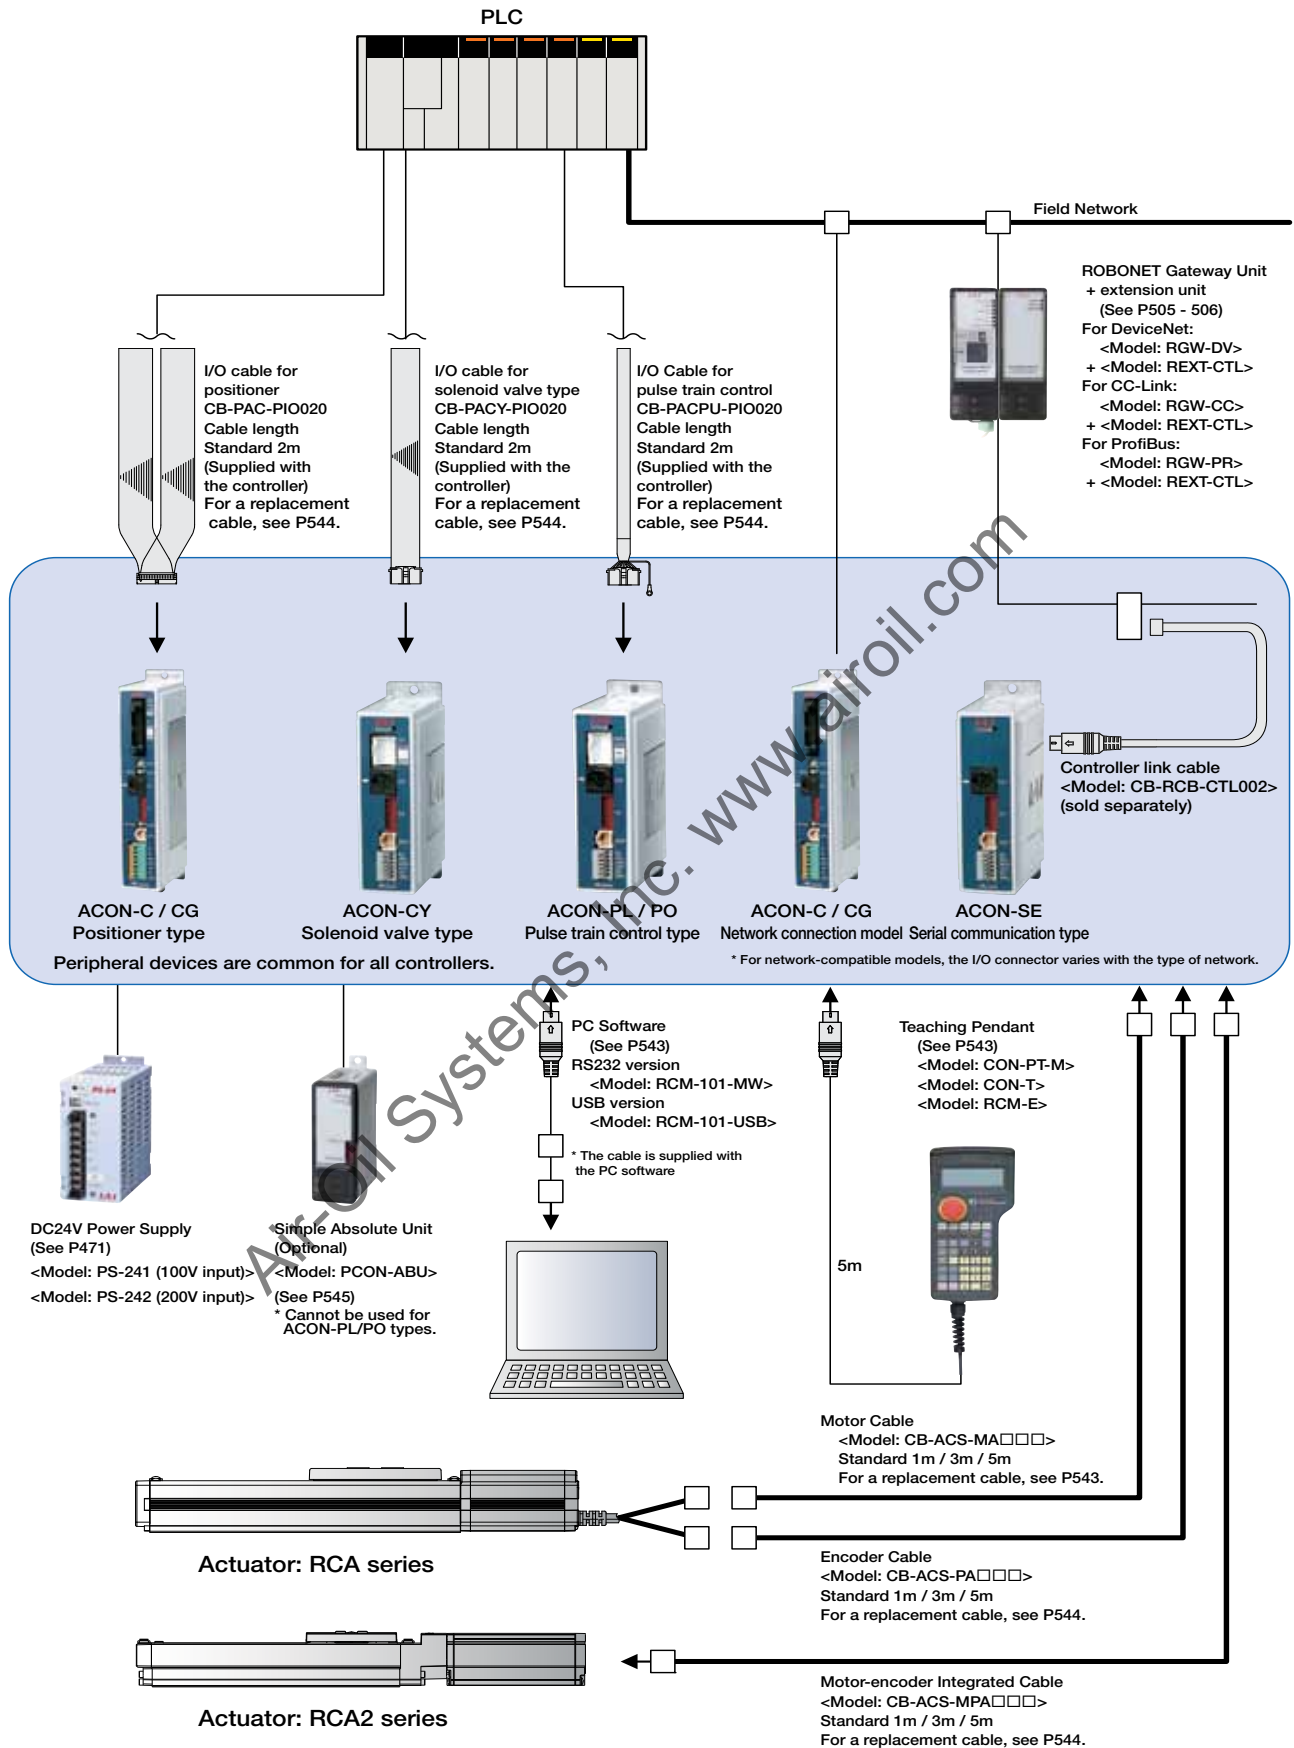 PLC
Field Network
ROBONET Gateway Unit
+ extension unit
(See P505 - 506)
For DeviceNet:
<Model: RGW-DV>
+ <Model: REXT-CTL>
For CC-Link:
<Model: RGW-CC>
+ <Model: REXT-CTL>
For ProfiBus:
<Model: RGW-PR>
+ <Model: REXT-CTL>
I/O cable for
positioner
CB-PAC-PIO020
Cable length
Standard 2m
(Supplied with
the controller)
For a replacement
cable, see P544.
I/O cable for
solenoid valve type
CB-PACY-PIO020
Cable length
Standard 2m
(Supplied with the
controller)
For a replacement
cable, see P544.
I/O Cable for
pulse train control
CB-PACPU-PIO020
Cable length
Standard 2m
(Supplied with the
controller)
For a replacement
cable, see P544.
Controller link cable
<Model: CB-RCB-CTL002>
(sold separately)
ACON-C / CG
Positioner type
ACON-CY
Solenoid valve type
ACON-PL / PO
Pulse train control type
ACON-C / CG
Network connection model
ACON-SE
Serial communication type
Peripheral devices are common for all controllers.
* For network-compatible models, the I/O connector varies with the type of network.
PC Software
(See P543)
RS232 version
<Model: RCM-101-MW>
USB version
<Model: RCM-101-USB>
* The cable is supplied with
the PC software
Teaching Pendant
(See P543)
<Model: CON-PT-M>
<Model: CON-T>
<Model: RCM-E>
5m
PS-24
DC24V Power Supply
(See P471)
<Model: PS-241 (100V input)>
<Model: PS-242 (200V input)>
Simple Absolute Unit
(Optional)
<Model: PCON-ABU>
(See P545)
* Cannot be used for
ACON-PL/PO types.
Motor Cable
<Model: CB-ACS-MA□□□>
Standard 1m / 3m / 5m
For a replacement cable, see P543.
Actuator: RCA series
Encoder Cable
<Model: CB-ACS-PA□□□>
Standard 1m / 3m / 5m
For a replacement cable, see P544.
Actuator: RCA2 series
Motor-encoder Integrated Cable
<Model: CB-ACS-MPA□□□>
Standard 1m / 3m / 5m
For a replacement cable, see P544.
Air-Oil Systems, Inc. www.airoil.com